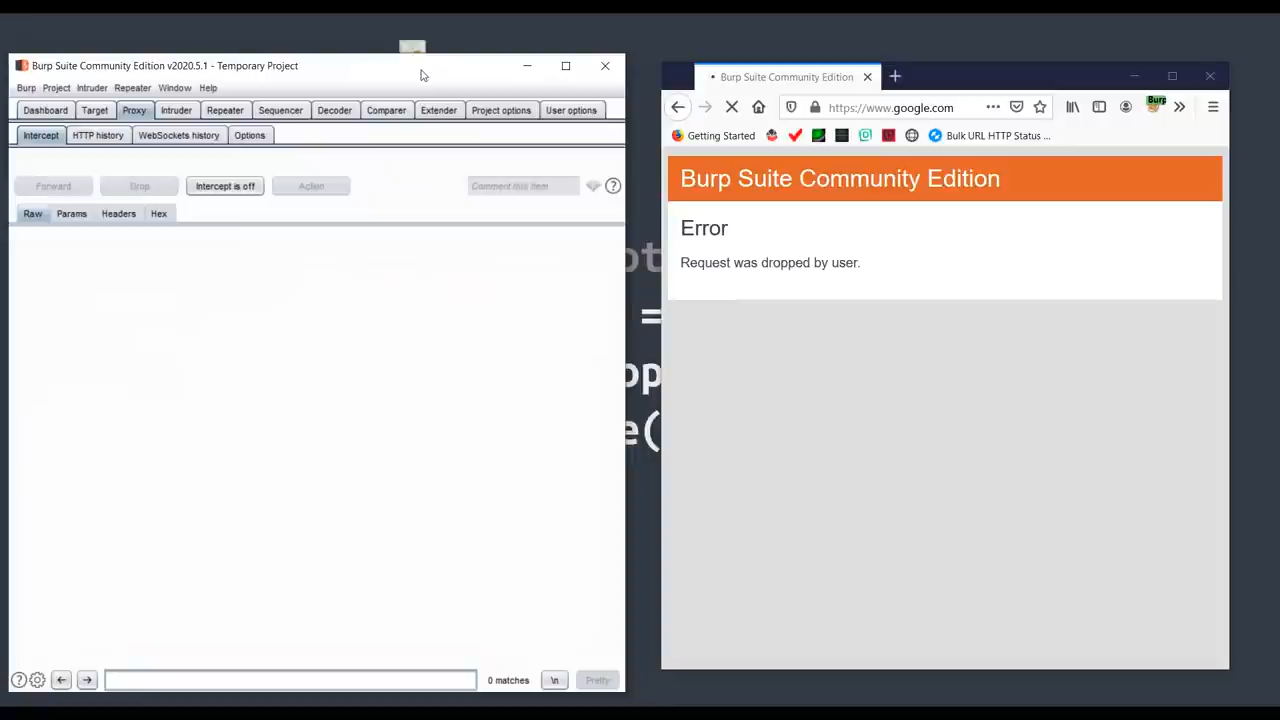 Burp Suite Community Edition v2020.5.1 - Temporary Project
Burp Project Intruder Repeater Window Help
Dashboard Target Proxy Intruder Repeater Sequencer Decoder Comparer Extender Project options User options
Intercept HTTP history WebSockets history Options
Forward Drop Intercept is off Action Comment this item ?
Raw Params Headers Hex
? 0 matches \n Pretty
ot
=
op
e(
• Burp Suite Community Edition
https://www.google.com
Burp
Getting Started Bulk URL HTTP Status ...
Burp Suite Community Edition
Error
Request was dropped by user.